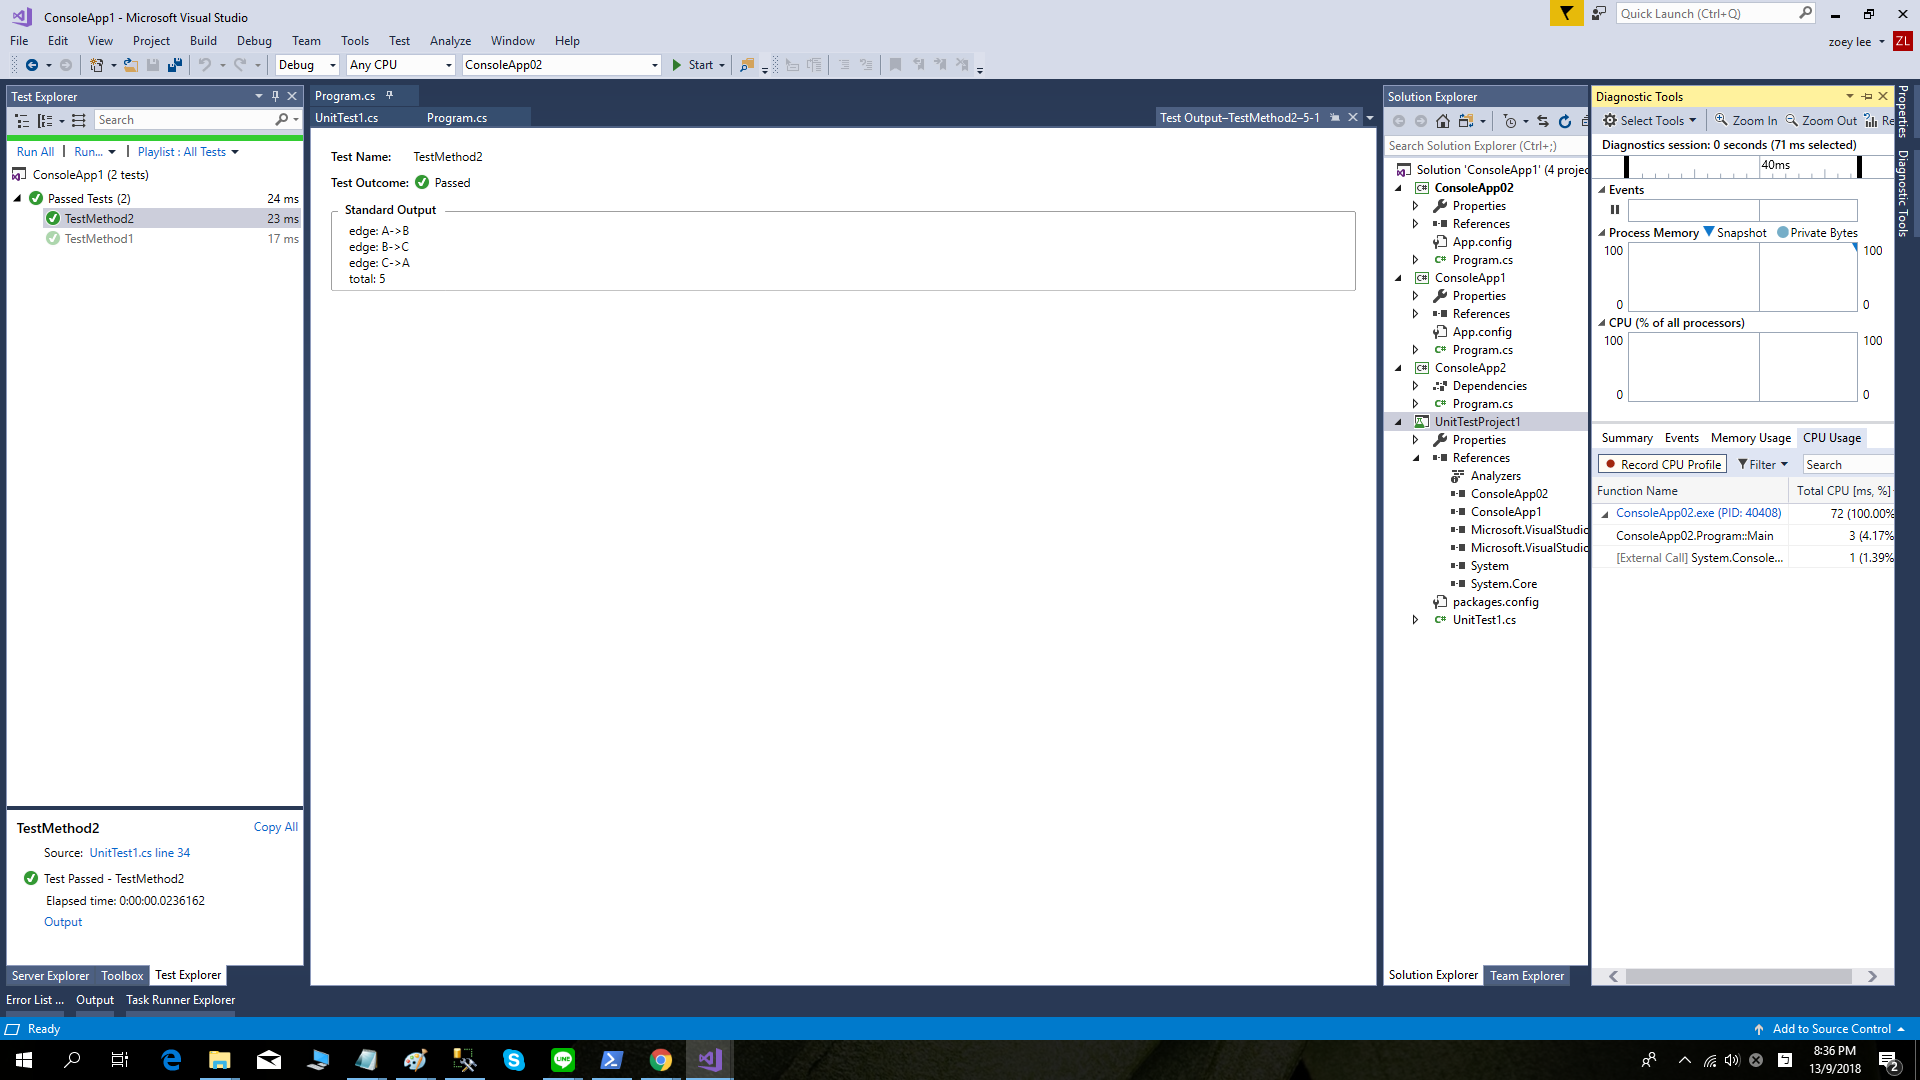 ConsoleApp1 - Microsoft Visual Studio
Quick Launch (Ctrl+Q)
File Edit View Project Build Debug Team Tools Test Analyze Window Help
zoey lee ZL
Debug Any CPU ConsoleApp02 Start
Test Explorer
Search
Run All | Run... | Playlist : All Tests
ConsoleApp1 (2 tests)
Passed Tests (2) 24 ms
TestMethod2 23 ms
TestMethod1 17 ms
TestMethod2 Copy All
Source: UnitTest1.cs line 34
Test Passed - TestMethod2
Elapsed time: 0:00:00.0236162
Output
Server Explorer Toolbox Test Explorer
Program.cs
UnitTest1.cs Program.cs Test Output–TestMethod2–5-1
Test Name: TestMethod2
Test Outcome: Passed
Standard Output
edge: A->B
edge: B->C
edge: C->A
total: 5
Solution Explorer
Search Solution Explorer (Ctrl+;)
Solution 'ConsoleApp1' (4 projec
ConsoleApp02
Properties
References
App.config
C# Program.cs
ConsoleApp1
Properties
References
App.config
C# Program.cs
ConsoleApp2
Dependencies
C# Program.cs
UnitTestProject1
Properties
References
Analyzers
ConsoleApp02
ConsoleApp1
Microsoft.VisualStudio
Microsoft.VisualStudio
System
System.Core
packages.config
C# UnitTest1.cs
Solution Explorer Team Explorer
Diagnostic Tools
Select Tools Zoom In Zoom Out Re
Diagnostics session: 0 seconds (71 ms selected)
40ms
Events
Process Memory Snapshot Private Bytes
100 100
0 0
CPU (% of all processors)
100 100
0 0
Summary Events Memory Usage CPU Usage
Record CPU Profile Filter Search
Function Name Total CPU [ms, %]
ConsoleApp02.exe (PID: 40408) 72 (100.00%
ConsoleApp02.Program::Main 3 (4.17%
[External Call] System.Console... 1 (1.39%
Properties
Diagnostic Tools
Error List ... Output Task Runner Explorer
Ready Add to Source Control
8:36 PM
13/9/2018
2